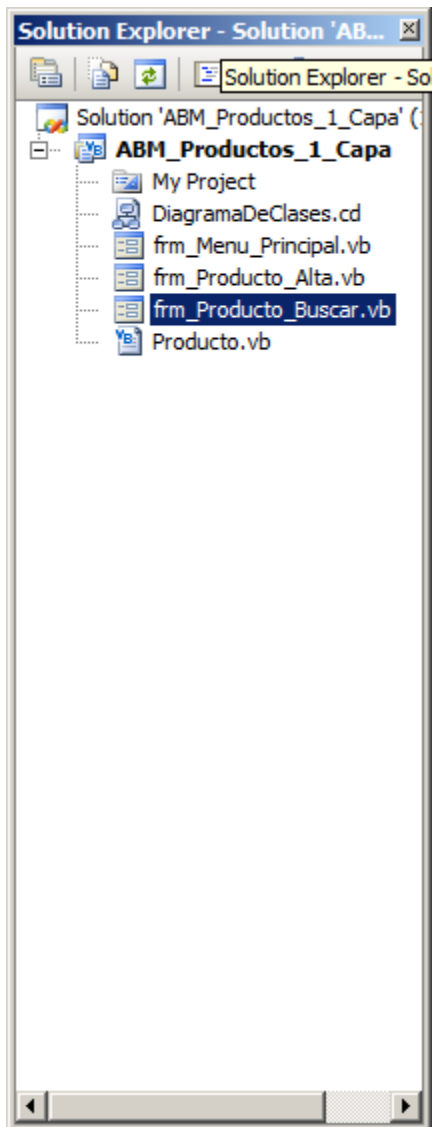 Solution Explorer - Solution 'AB...
Solution Explorer - So
Solution 'ABM_Productos_1_Capa' (
ABM_Productos_1_Capa
My Project
DiagramaDeClases.cd
frm_Menu_Principal.vb
frm_Producto_Alta.vb
frm_Producto_Buscar.vb
Producto.vb